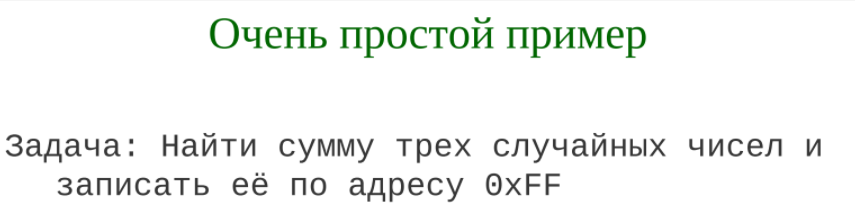 Очень простой пример
Задача: Найти сумму трех случайных чисел и
записать её по адресу 0xFF